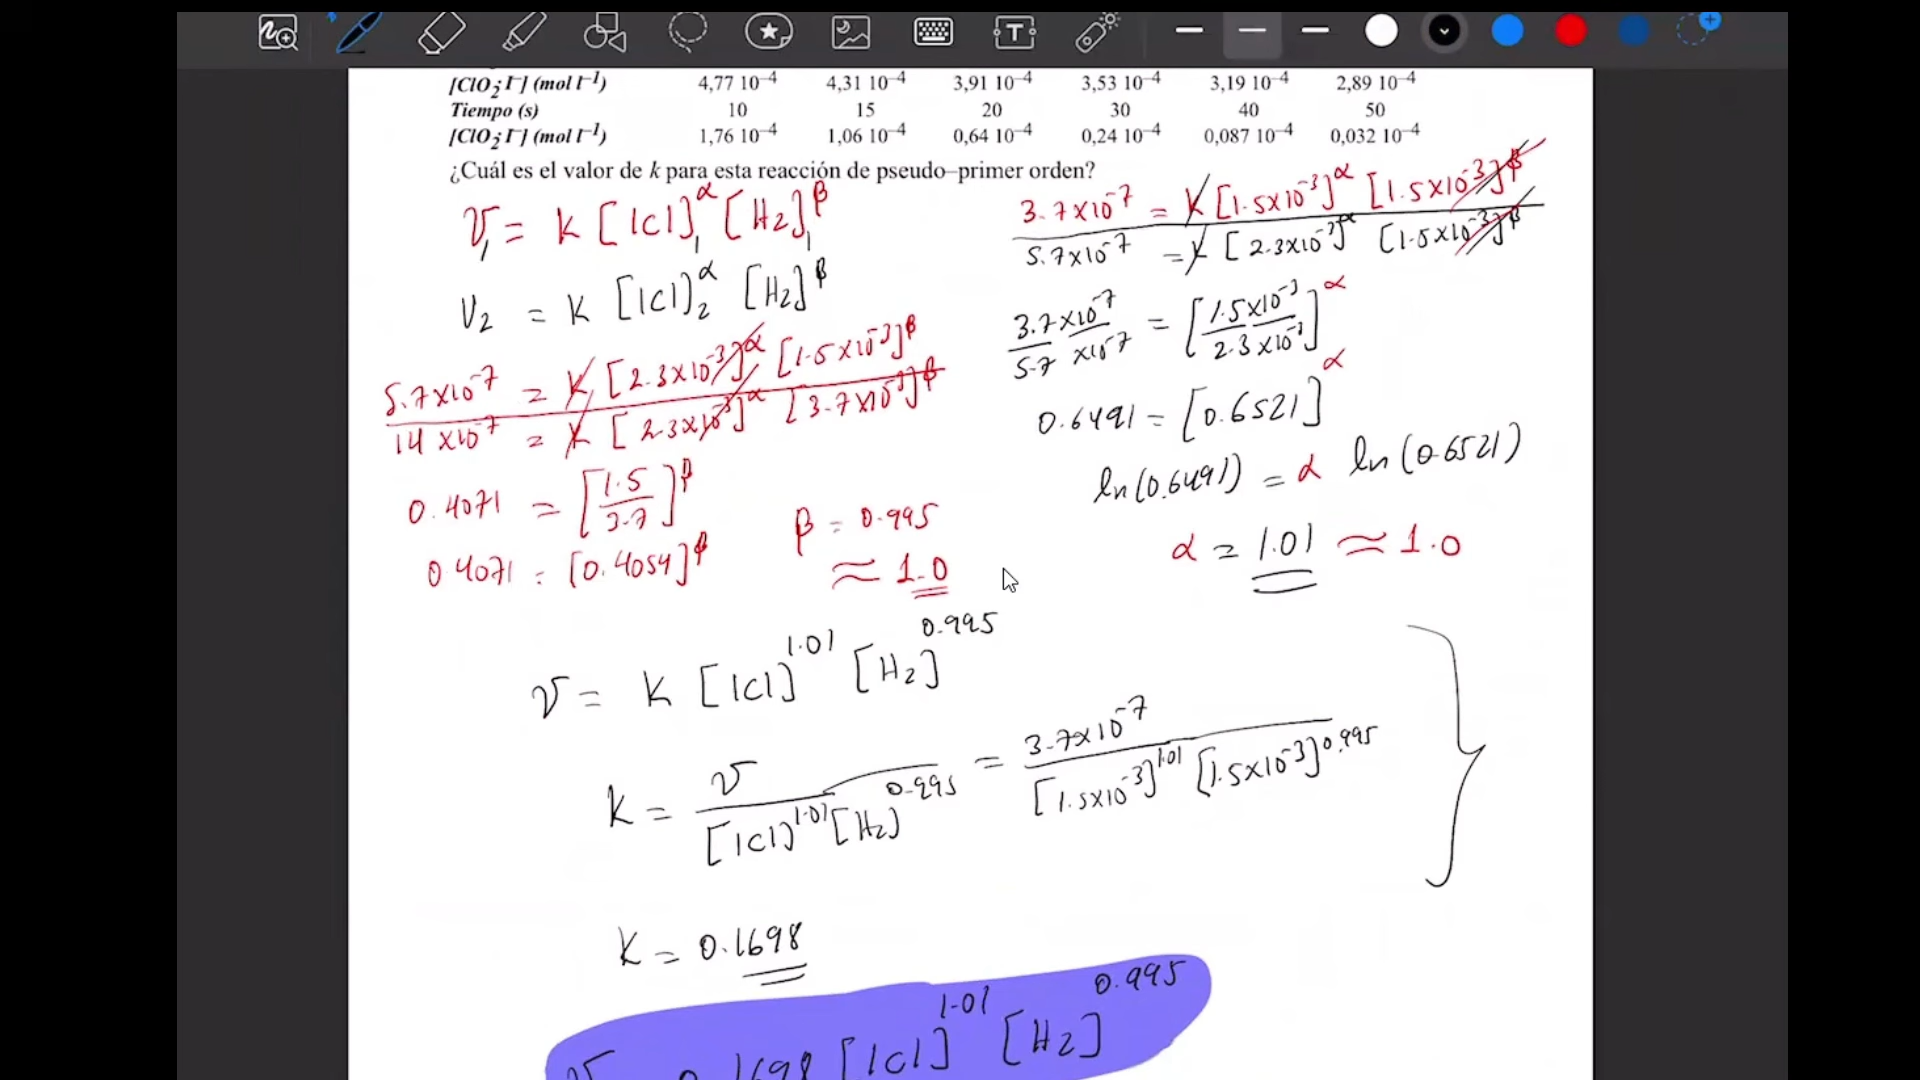 [ClO₂⁻I⁻] (mol l⁻¹) 4,77 10⁻⁴ 4,31 10⁻⁴ 3,91 10⁻⁴ 3,53 10⁻⁴ 3,19 10⁻⁴ 2,89 10⁻⁴
Tiempo (s) 10 15 20 30 40 50
[ClO₂⁻I⁻] (mol l⁻¹) 1,76 10⁻⁴ 1,06 10⁻⁴ 0,64 10⁻⁴ 0,24 10⁻⁴ 0,087 10⁻⁴ 0,032 10⁻⁴
¿Cuál es el valor de k para esta reacción de pseudo–primer orden?
V₁ = K [ICl]₁^α [H₂]₁^β
V₂ = K [ICl]₂^α [H₂]^β
5.7x10⁻⁷ = K [2.3x10⁻³]^α [1.5x10⁻³]^β
14x10⁻⁷ = K [2.3x10⁻³]^α [3.7x10⁻³]^β
0.4071 = [1.5/3.7]^β
0.4071 = [0.4054]^β
β = 0.995
≈ 1.0
3.7x10⁻⁷ = K [1.5x10⁻³]^α [1.5x10⁻³]^β
5.7x10⁻⁷ = K [2.3x10⁻³]^α [1.5x10⁻³]^β
3.7x10⁻⁷/5.7x10⁻⁷ = [1.5x10⁻³/2.3x10⁻³]^α
0.6491 = [0.6521]^α
ln(0.6491) = α ln(0.6521)
α = 1.01 ≈ 1.0
V = K [ICl]^1.01 [H₂]^0.995
K = V/[ICl]^1.01 [H₂]^0.995 = 3.7x10⁻⁷/[1.5x10⁻³]^1.01 [1.5x10⁻³]^0.995
K = 0.1698
V 0.1698 [ICl]^1.01 [H₂]^0.995